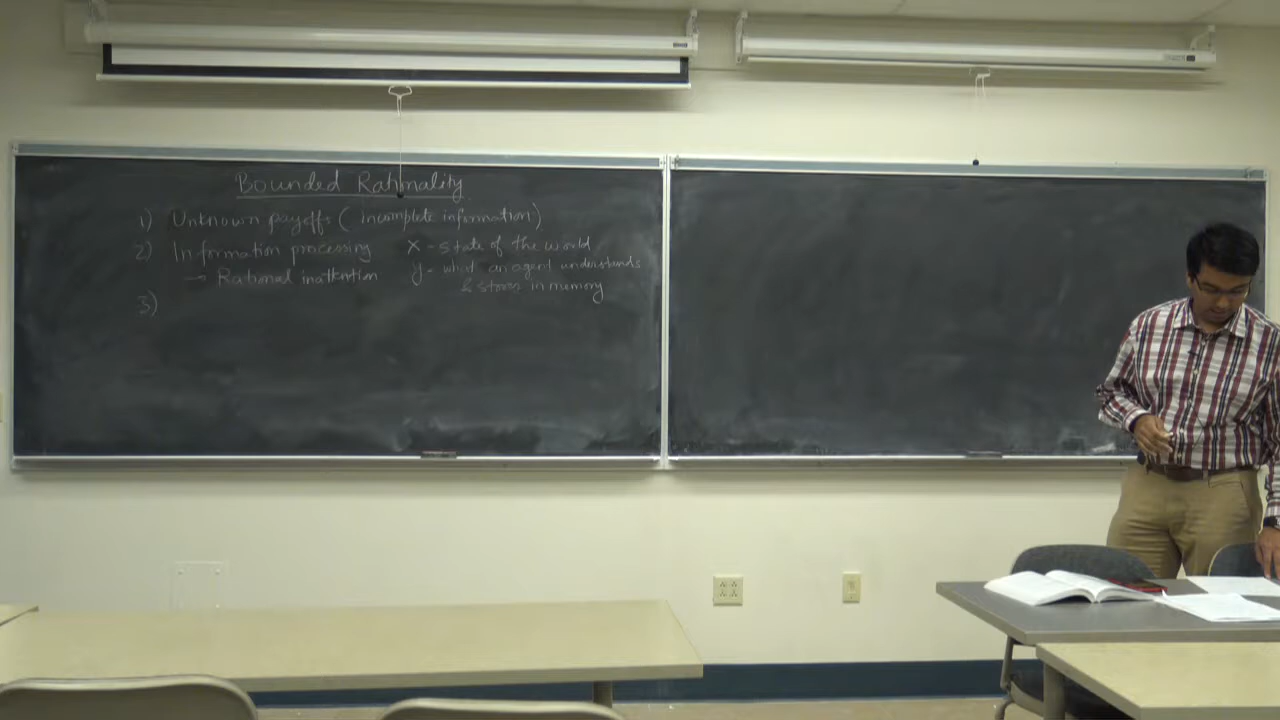 Bounded Rationality
1) Unknown payoffs (incomplete information)
2) Information processing x - state of the world
→ Rational inattention y - what an agent understands
& stores in memory
3)